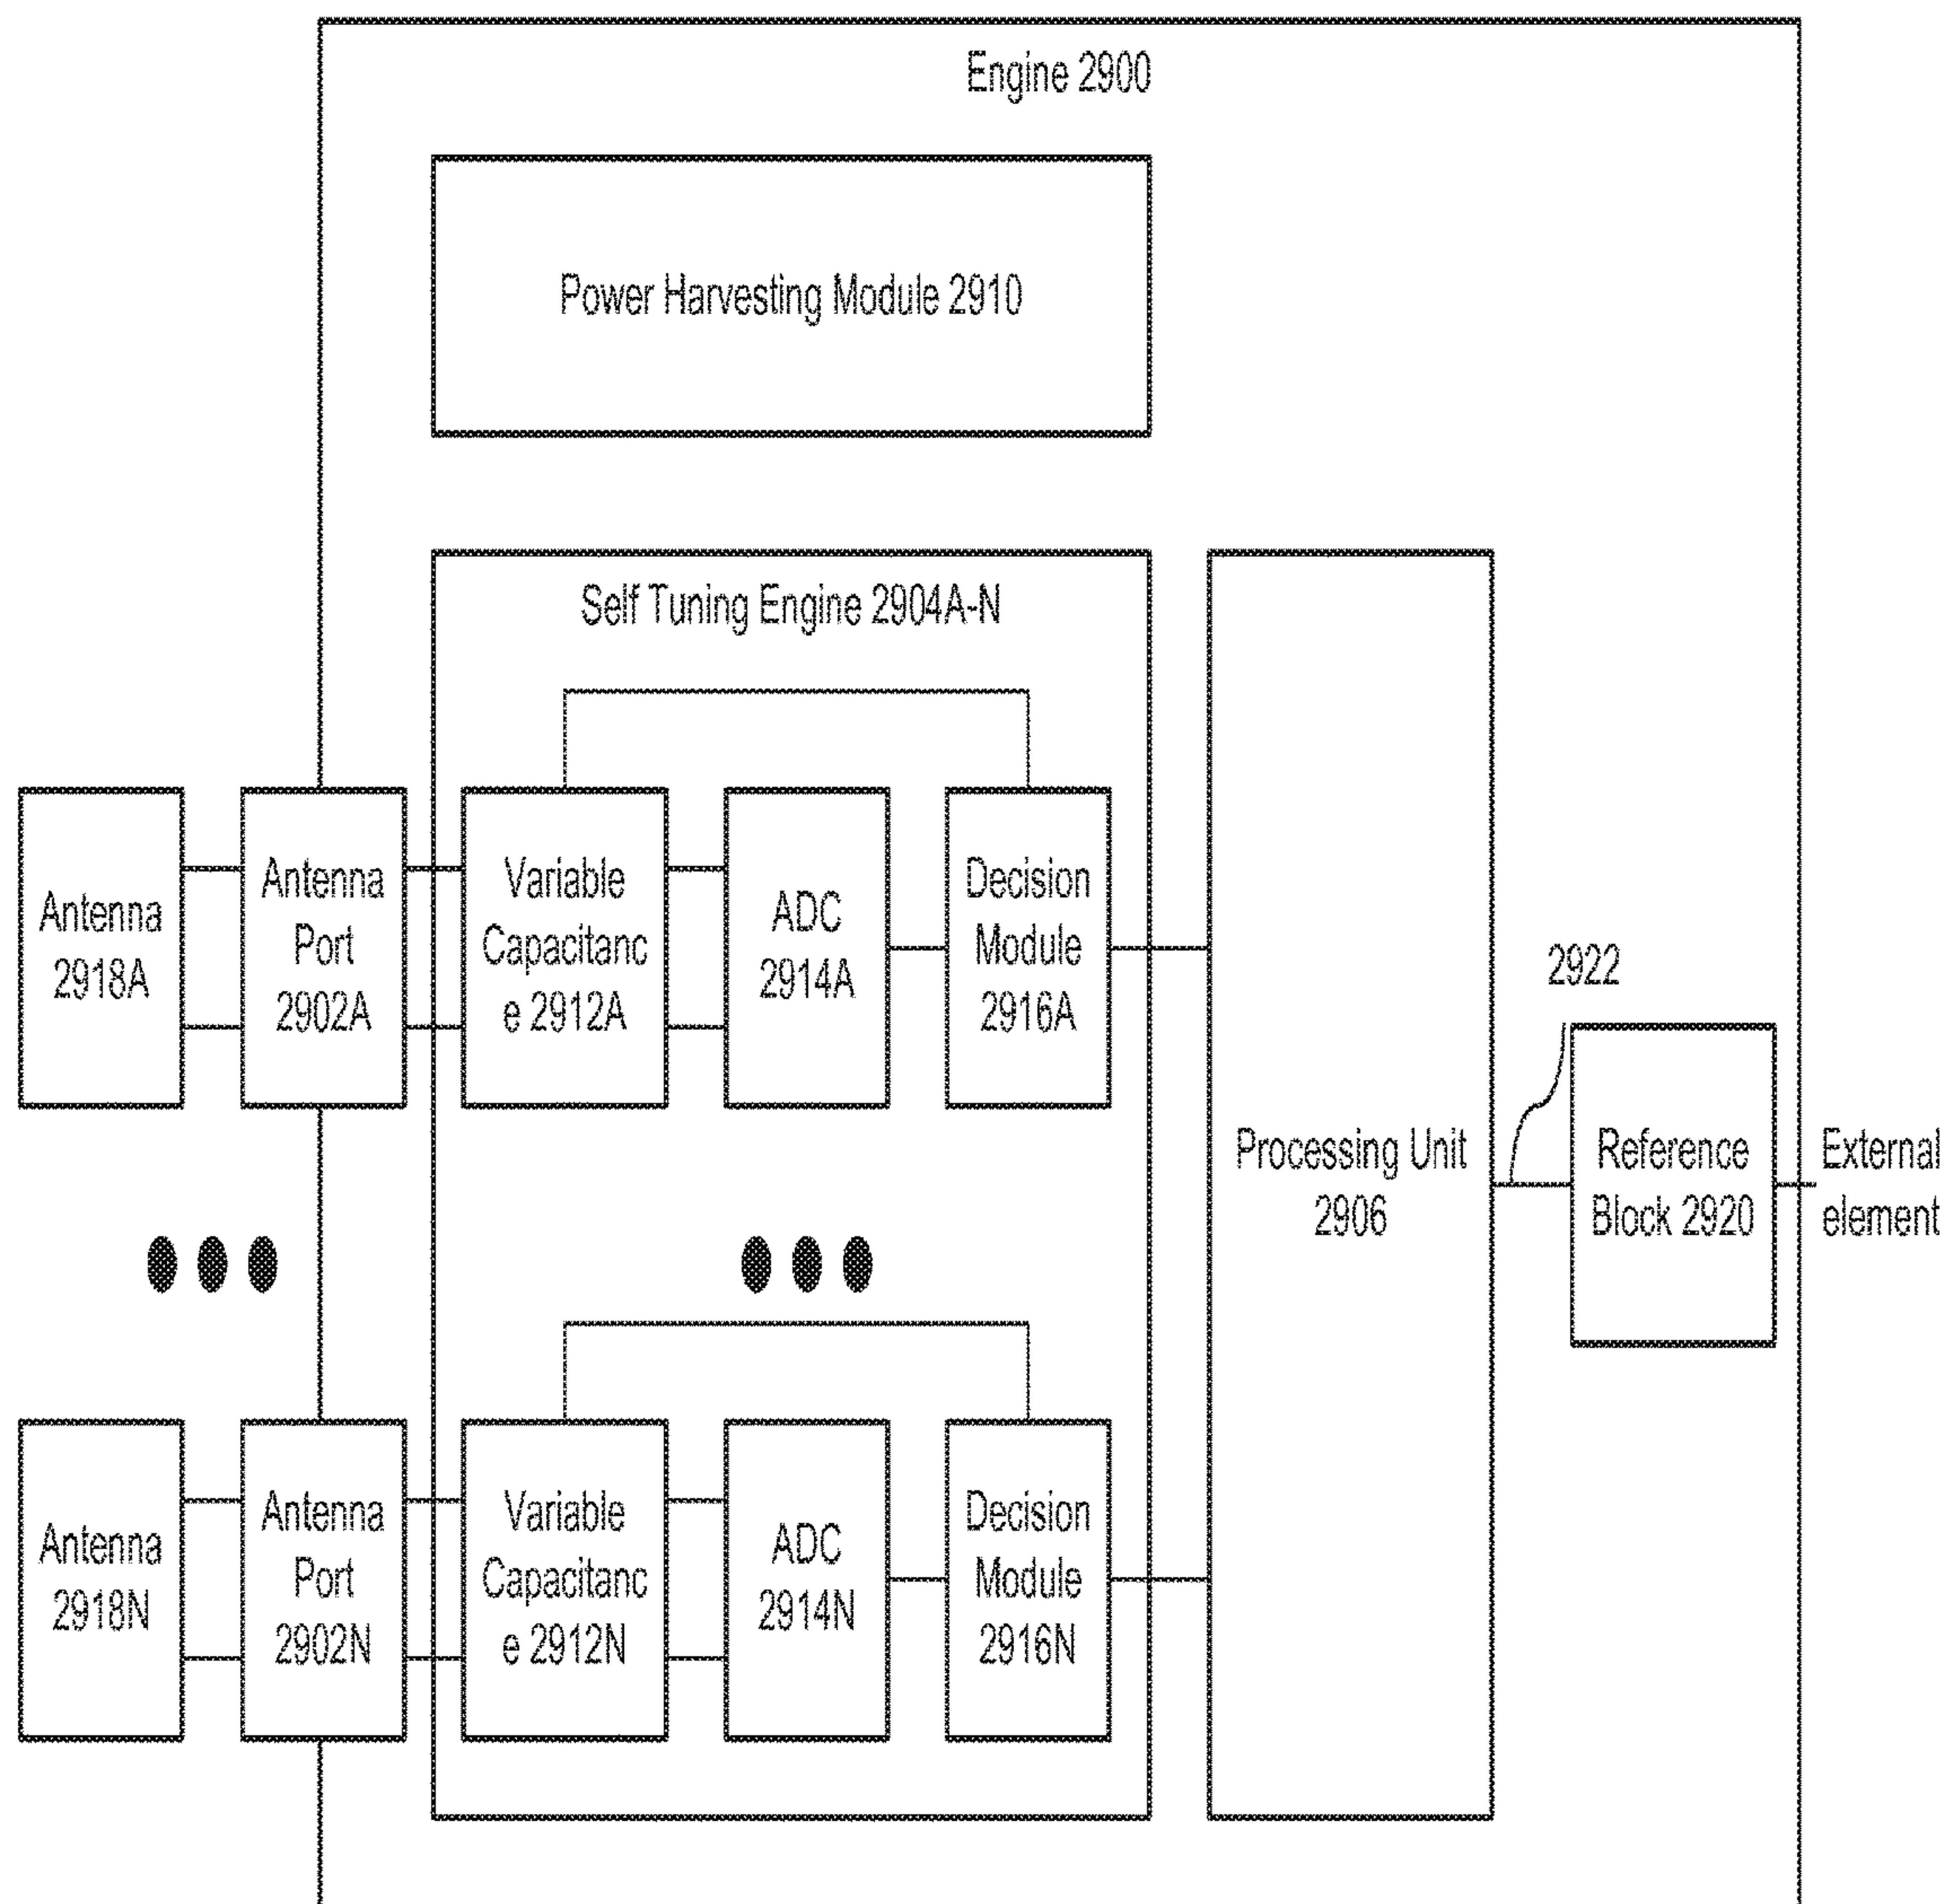 Engine 2900
Power Harvesting Module 2910
Self Tuning Engine 2904A-N
Antenna
2918A
Antenna
Port
2902A
Variable
Capacitanc
e 2912A
ADC
2914A
Decision
Module
2916A
Processing Unit
2906
2922
Reference
Block 2920
External
element
Antenna
2918N
Antenna
Port
2902N
Variable
Capacitanc
e 2912N
ADC
2914N
Decision
Module
2916N